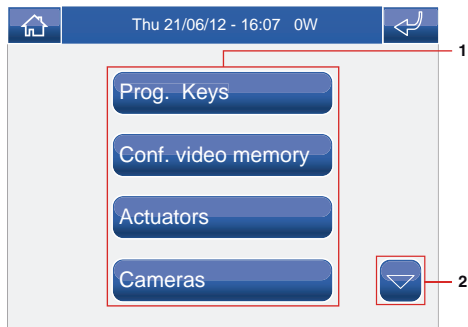 Thu 21/06/12 - 16:07 0W
1
Prog. Keys
Conf. video memory
Actuators
Cameras
2